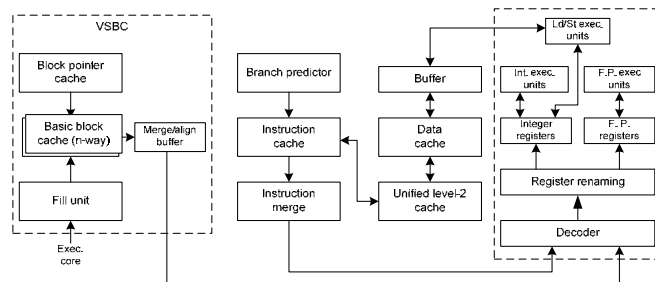 VSBC
Block pointer
cache
Basic block
cache (n-way)
Merge/align
buffer
Fill unit
Exec.
core
Branch predictor
Instruction
cache
Instruction
merge
Buffer
Data
cache
Unified level-2
cache
Ld/St exec.
units
Int. exec.
units
F.P. exec
units
Integer
registers
F. P.
registers
Register renaming
Decoder